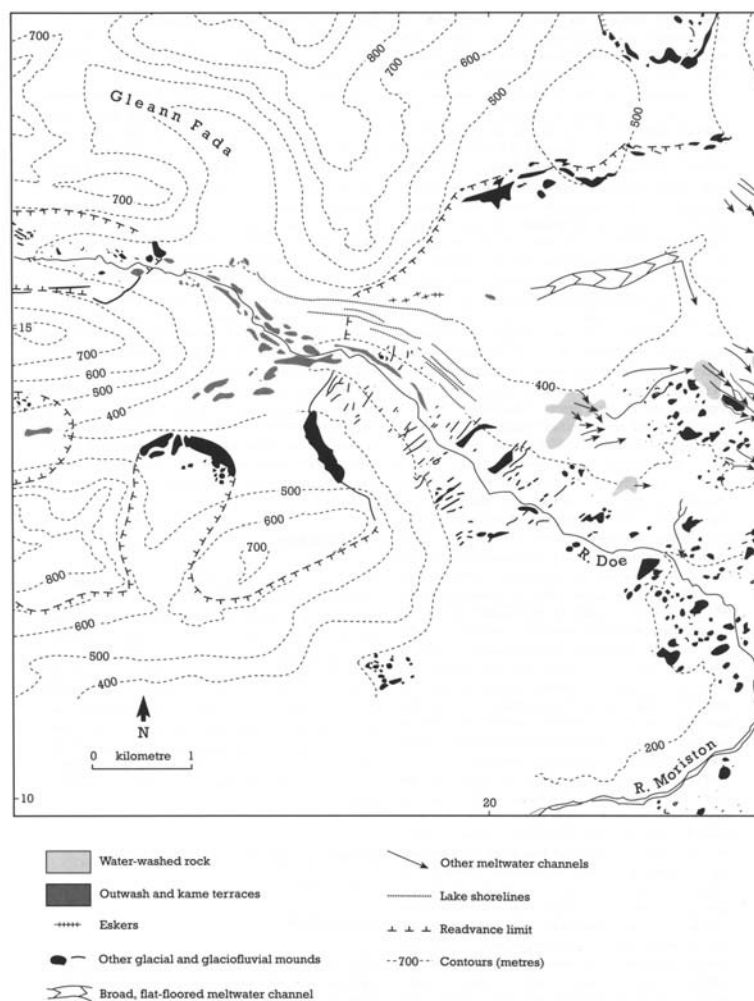 700
800
700
600
500
500
Gleann Fada
700
15
700
600
500
400
400
500
600
700
800
600
500
400
R. Doe
N
0 kilometre 1
200
R. Moriston
10
20
Water-washed rock
Outwash and kame terraces
Eskers
Other glacial and glaciofluvial mounds
Broad, flat-floored meltwater channel
Other meltwater channels
Lake shorelines
Readvance limit
700 Contours (metres)